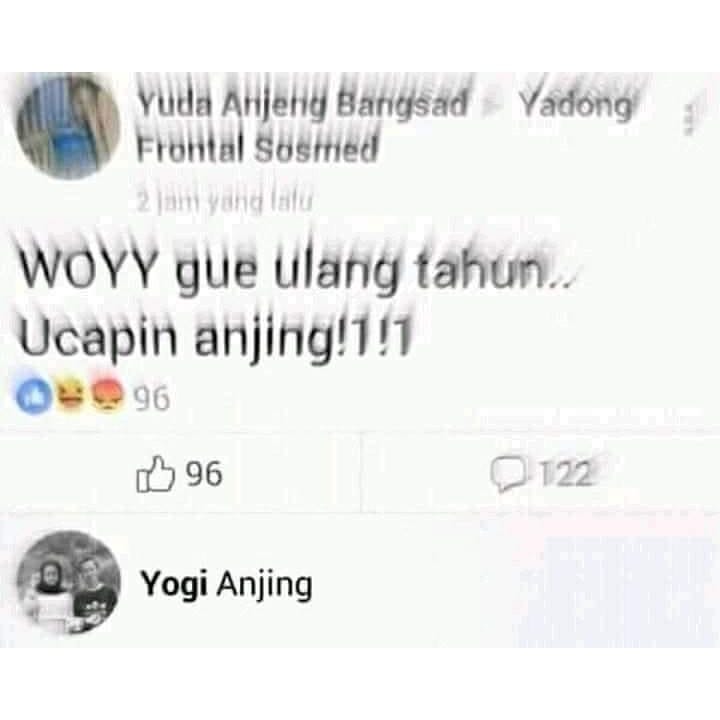 Yuda Anjeng Bangsad ▸ Yadong
Frontal Sosmed
2 jam yang lalu
WOYY gue ulang tahun..
Ucapin anjing!1!1
96
96 122
Yogi Anjing